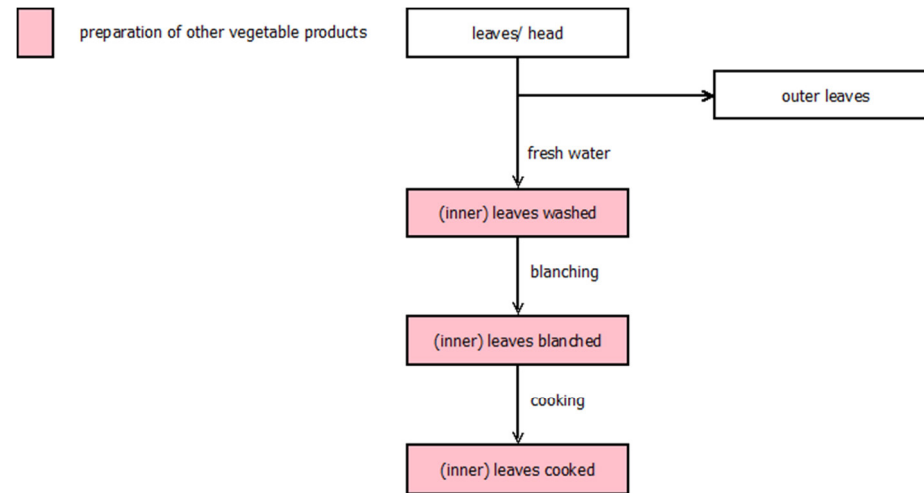 preparation of other vegetable products
leaves/ head
outer leaves
fresh water
(inner) leaves washed
blanching
(inner) leaves blanched
cooking
(inner) leaves cooked